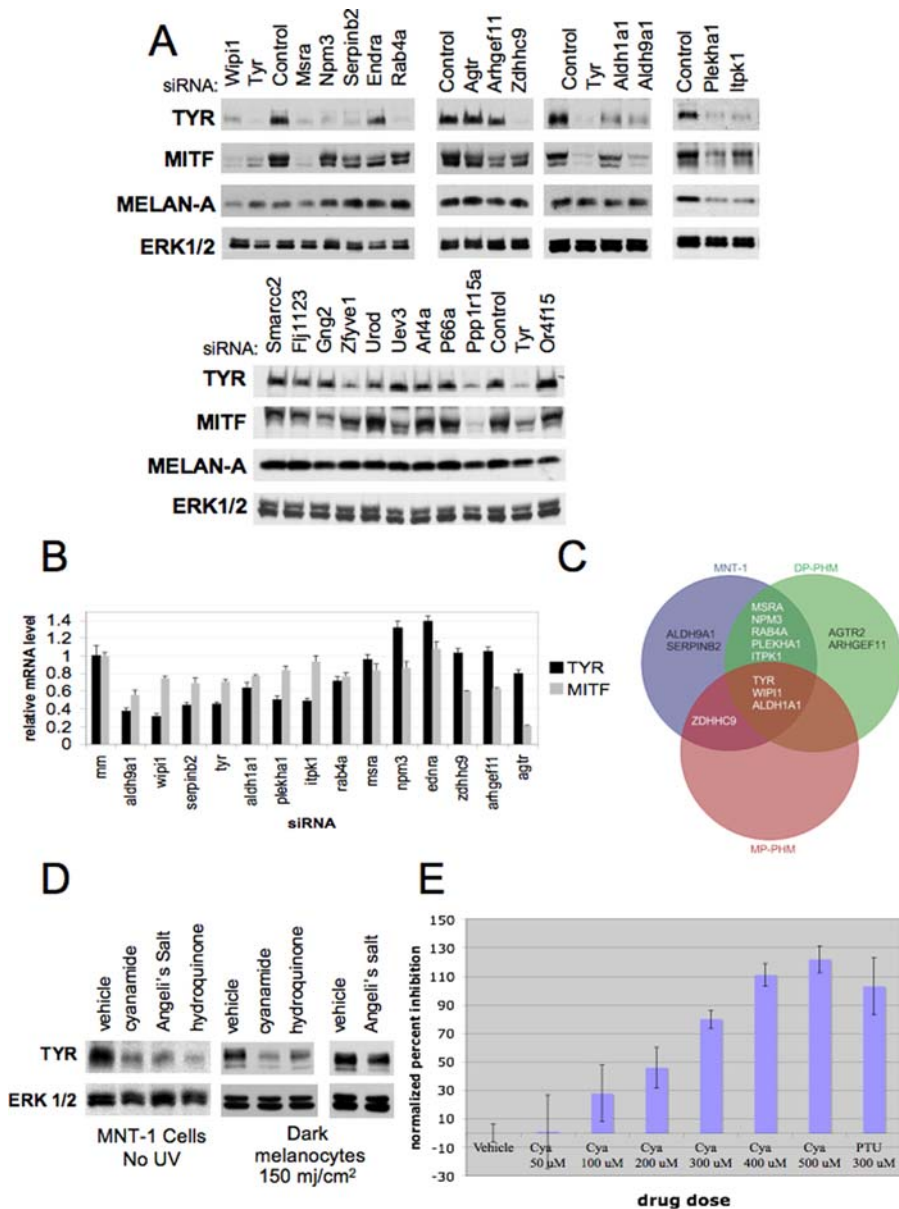 A
siRNA: Wipi1 Tyr Control Msra Npm3 Serpinb2 Endra Rab4a Control Agtr Arhgef11 Zdhhc9 Control Tyr Aldh1a1 Aldh9a1 Control Plekha1 Itpk1
TYR
MITF
MELAN-A
ERK1/2
siRNA: Smarcc2 Flj1123 Gng2 Zfyve1 Urod Uev3 Arl4a P66a Ppp1r15a Control Tyr Or4f15
TYR
MITF
MELAN-A
ERK1/2
B
relative mRNA level
1.4
1.2
1
0.8
0.6
0.4
0.2
0
TYR
MITF
mn aldh9a1 wipi1 serpinb2 tyr aldh1a1 plekha1 itpk1 rab4a msra npm3 ednra zdhhc9 arhgef11 agtr
siRNA
C
MNT-1
DP-PHM
MSRA
NPM3
RAB4A
PLEKHA1
ITPK1
ALDH9A1
SERPINB2
AGTR2
ARHGEF11
TYR
WIPI1
ALDH1A1
ZDHHC9
MP-PHM
D
vehicle cyanamide Angeli's Salt hydroquinone vehicle cyanamide hydroquinone vehicle Angeli's salt
TYR
ERK 1/2
MNT-1 Cells
No UV
Dark
melanocytes
150 mj/cm²
E
normalized percent inhibition
150
130
110
90
70
50
30
10
-10
-30
Vehicle
Cya
50 uM
Cya
100 uM
Cya
200 uM
Cya
300 uM
Cya
400 uM
Cya
500 uM
PTU
300 uM
drug dose